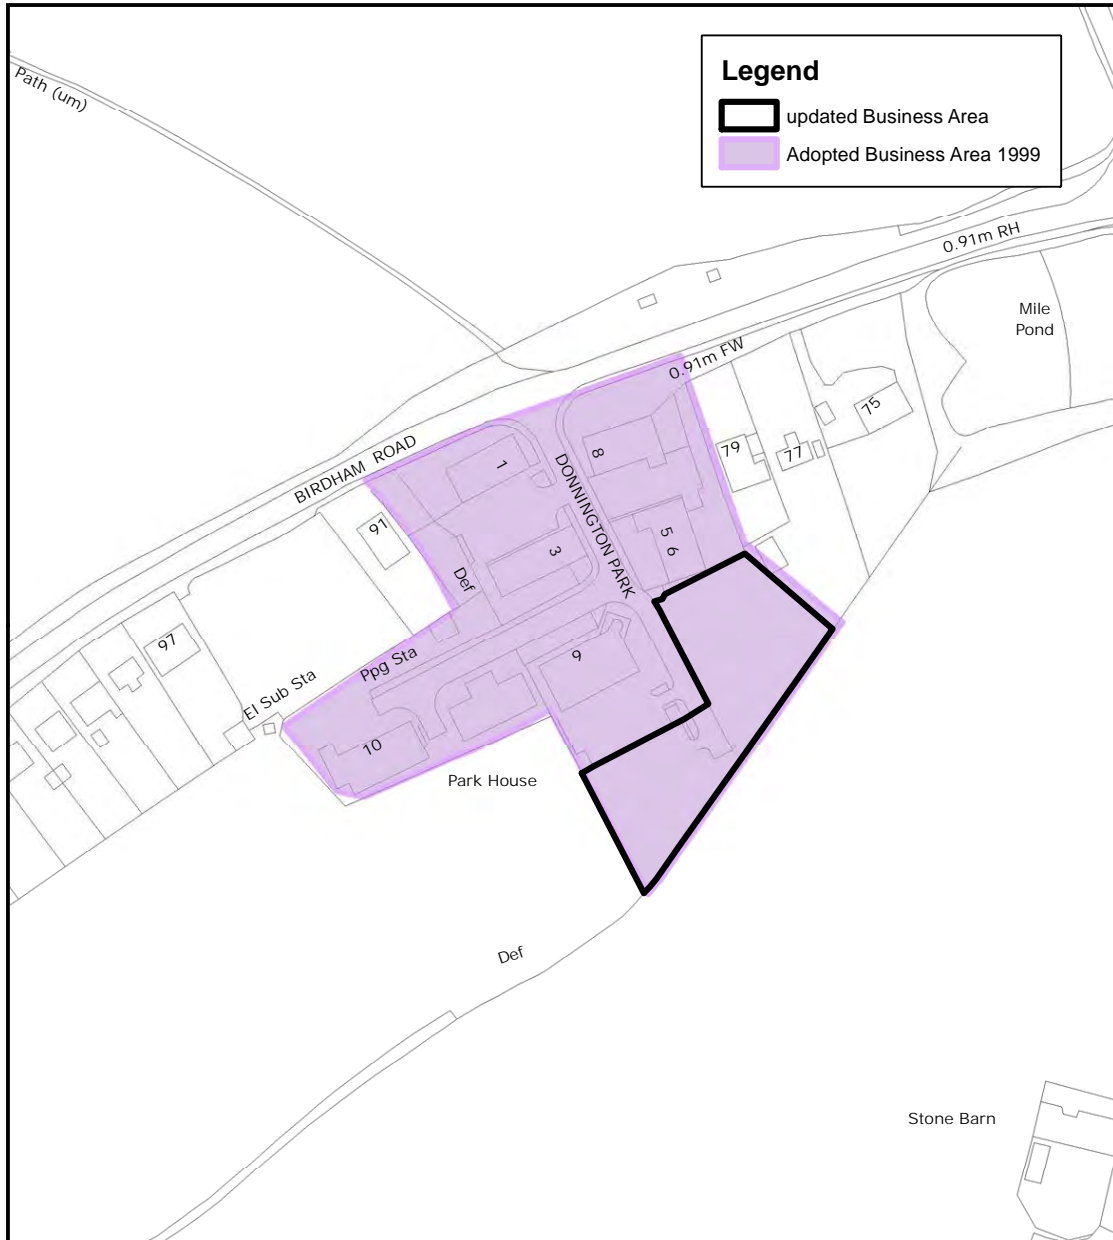 Legend
updated Business Area
Adopted Business Area 1999
Path (um)
0.91m RH
Mile
Pond
0.91m FW
75
79
77
BIRDHAM ROAD
1
8
DONNINGTON PARK
91
3
5 6
Def
97
Ppg Sta
9
El Sub Sta
10
Park House
Def
Stone Barn